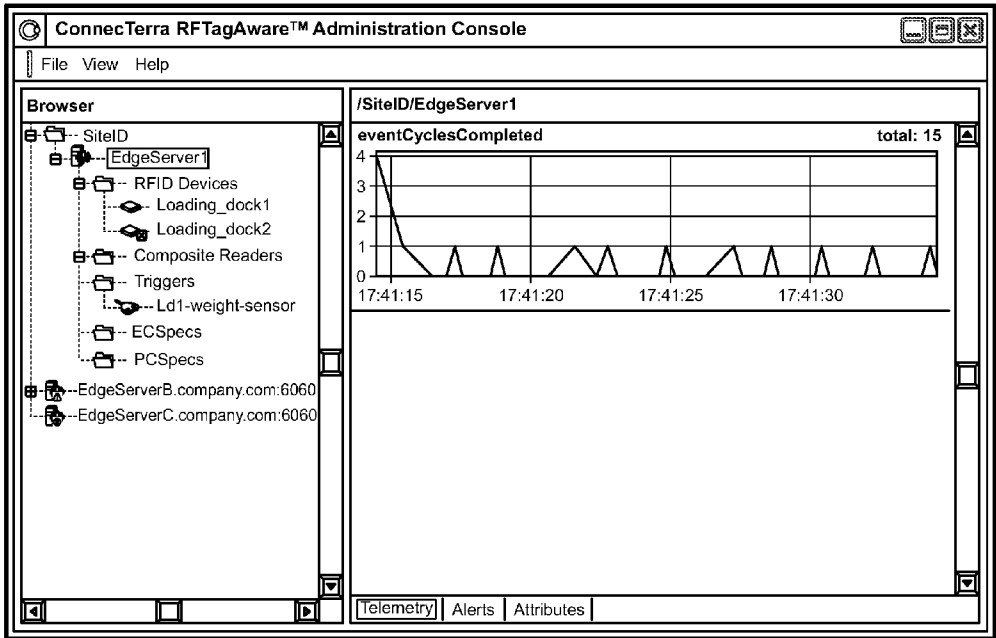 ConnecTerra RFTagAware™ Administration Console
File View Help
Browser
SiteID
EdgeServer1
RFID Devices
Loading_dock1
Loading_dock2
Composite Readers
Triggers
Ld1-weight-sensor
ECSpecs
PCSpecs
EdgeServerB.company.com:6060
EdgeServerC.company.com:6060
/SiteID/EdgeServer1
eventCyclesCompleted total: 15
4
3
2
1
0
17:41:15 17:41:20 17:41:25 17:41:30
Telemetry Alerts Attributes